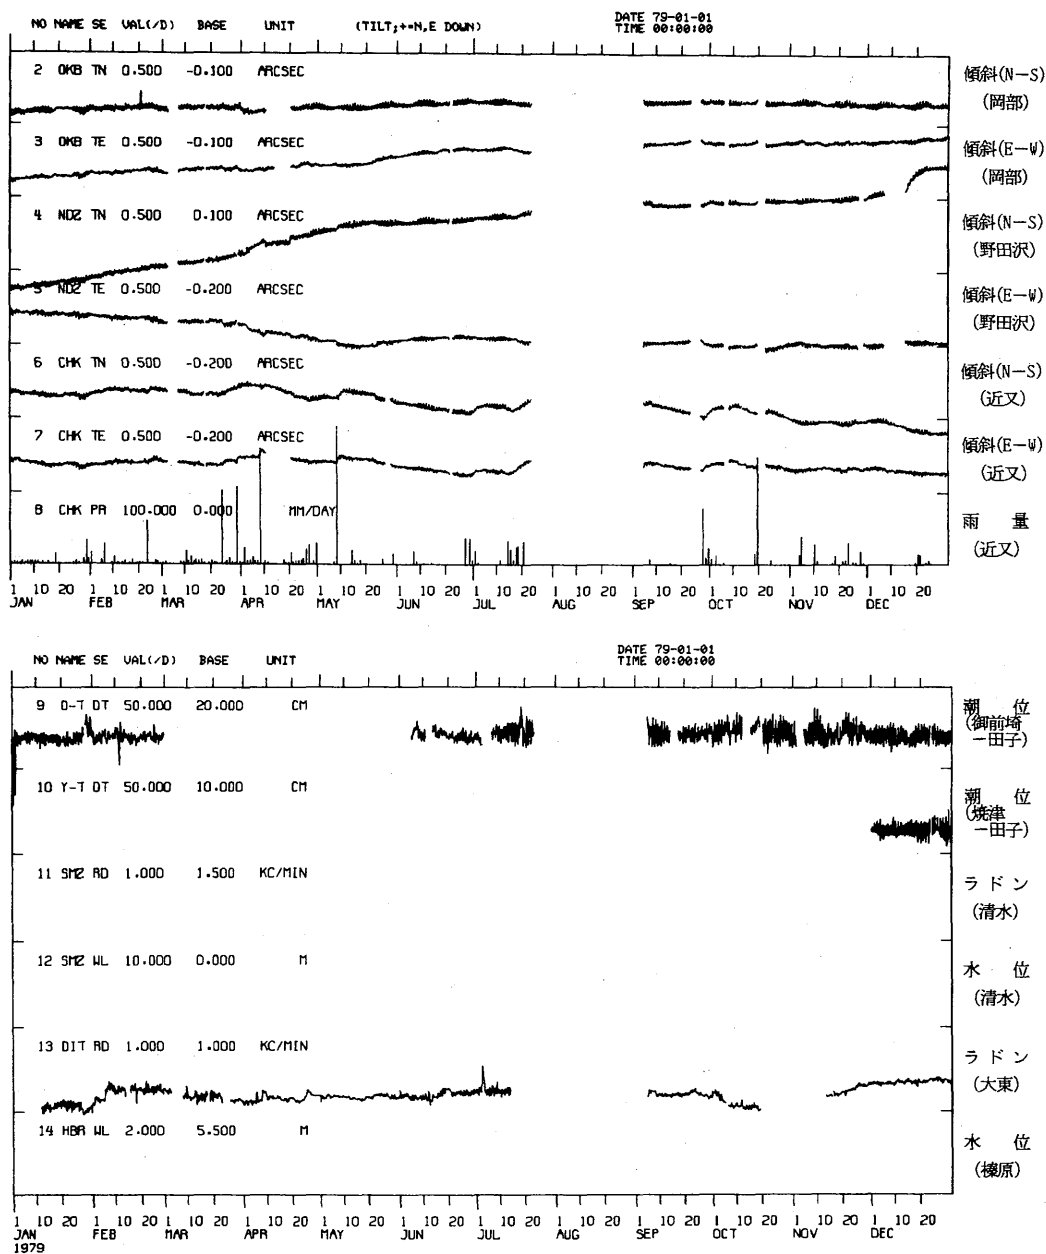 NO NAME SE VAL(/D) BASE UNIT (TILT;+=N,E DOWN) DATE 79-01-01
TIME 00:00:00
2 OKB TN 0.500 -0.100 ARCSEC 傾斜(N-S)
(岡部)
3 OKB TE 0.500 -0.100 ARCSEC 傾斜(E-W)
(岡部)
4 NDZ TN 0.500 0.100 ARCSEC 傾斜(N-S)
(野田沢)
5 NDZ TE 0.500 -0.200 ARCSEC 傾斜(E-W)
(野田沢)
6 CHK TN 0.500 -0.200 ARCSEC 傾斜(N-S)
(近又)
7 CHK TE 0.500 -0.200 ARCSEC 傾斜(E-W)
(近又)
8 CHK PR 100.000 0.000 MM/DAY 雨 量
(近又)
1 10 20 1 10 20 1 10 20 1 10 20 1 10 20 1 10 20 1 10 20 1 10 20 1 10 20 1 10 20 1 10 20 1 10 20
JAN FEB MAR APR MAY JUN JUL AUG SEP OCT NOV DEC
NO NAME SE VAL(/D) BASE UNIT DATE 79-01-01
TIME 00:00:00
9 O-T DT 50.000 20.000 CM 潮 位
(御前埼
-田子)
10 Y-T DT 50.000 10.000 CM 潮 位
(焼津
-田子)
11 SMZ RD 1.000 1.500 KC/MIN ラドン
(清水)
12 SMZ WL 10.000 0.000 M 水 位
(清水)
13 DIT RD 1.000 1.000 KC/MIN ラドン
(大東)
14 HBR WL 2.000 5.500 M 水 位
(榛原)
1 10 20 1 10 20 1 10 20 1 10 20 1 10 20 1 10 20 1 10 20 1 10 20 1 10 20 1 10 20 1 10 20 1 10 20
JAN FEB MAR APR MAY JUN JUL AUG SEP OCT NOV DEC
1979